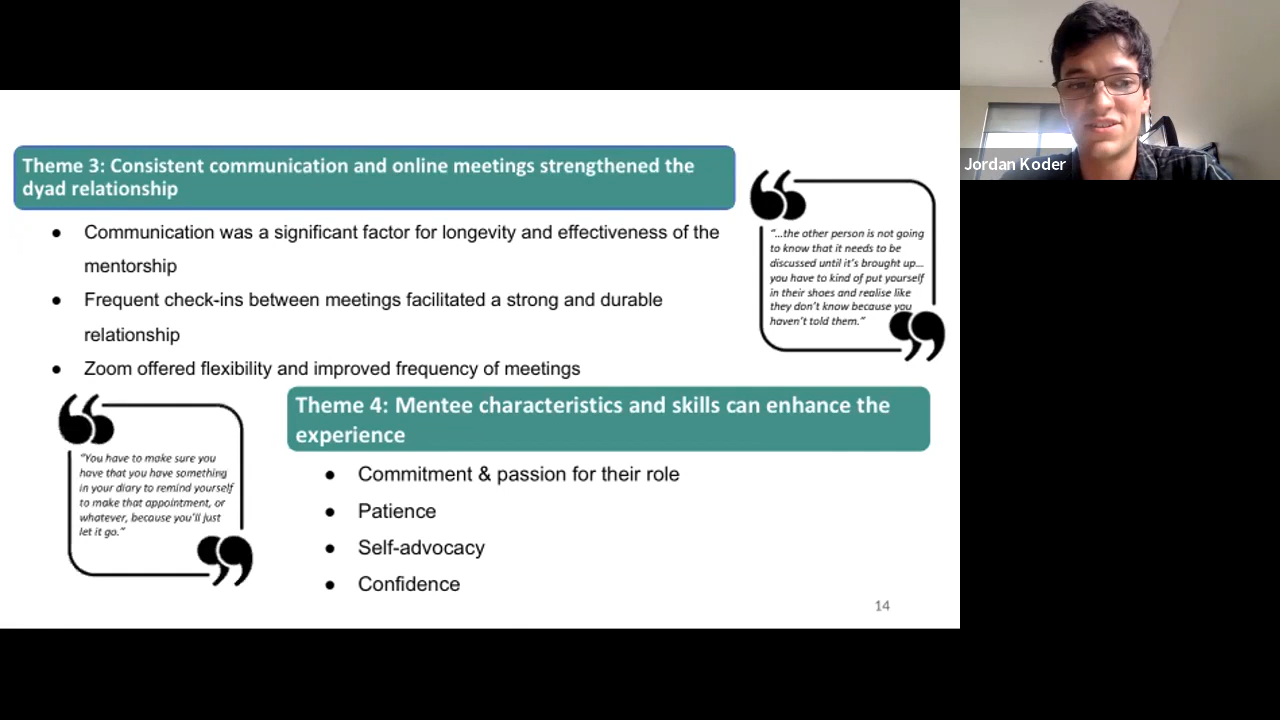 Theme 3: Consistent communication and online meetings strengthened the
dyad relationship
● Communication was a significant factor for longevity and effectiveness of the
mentorship
● Frequent check-ins between meetings facilitated a strong and durable
relationship
● Zoom offered flexibility and improved frequency of meetings
“…the other person is not going
to know that it needs to be
discussed until it’s brought up…
you have to kind of put yourself
in their shoes and realise like
they don’t know because you
haven’t told them.”
Jordan Koder
Theme 4: Mentee characteristics and skills can enhance the
experience
● Commitment & passion for their role
● Patience
● Self-advocacy
● Confidence
“You have to make sure you
have that you have something
in your diary to remind yourself
to make that appointment, or
whatever, because you’ll just
let it go.”
14